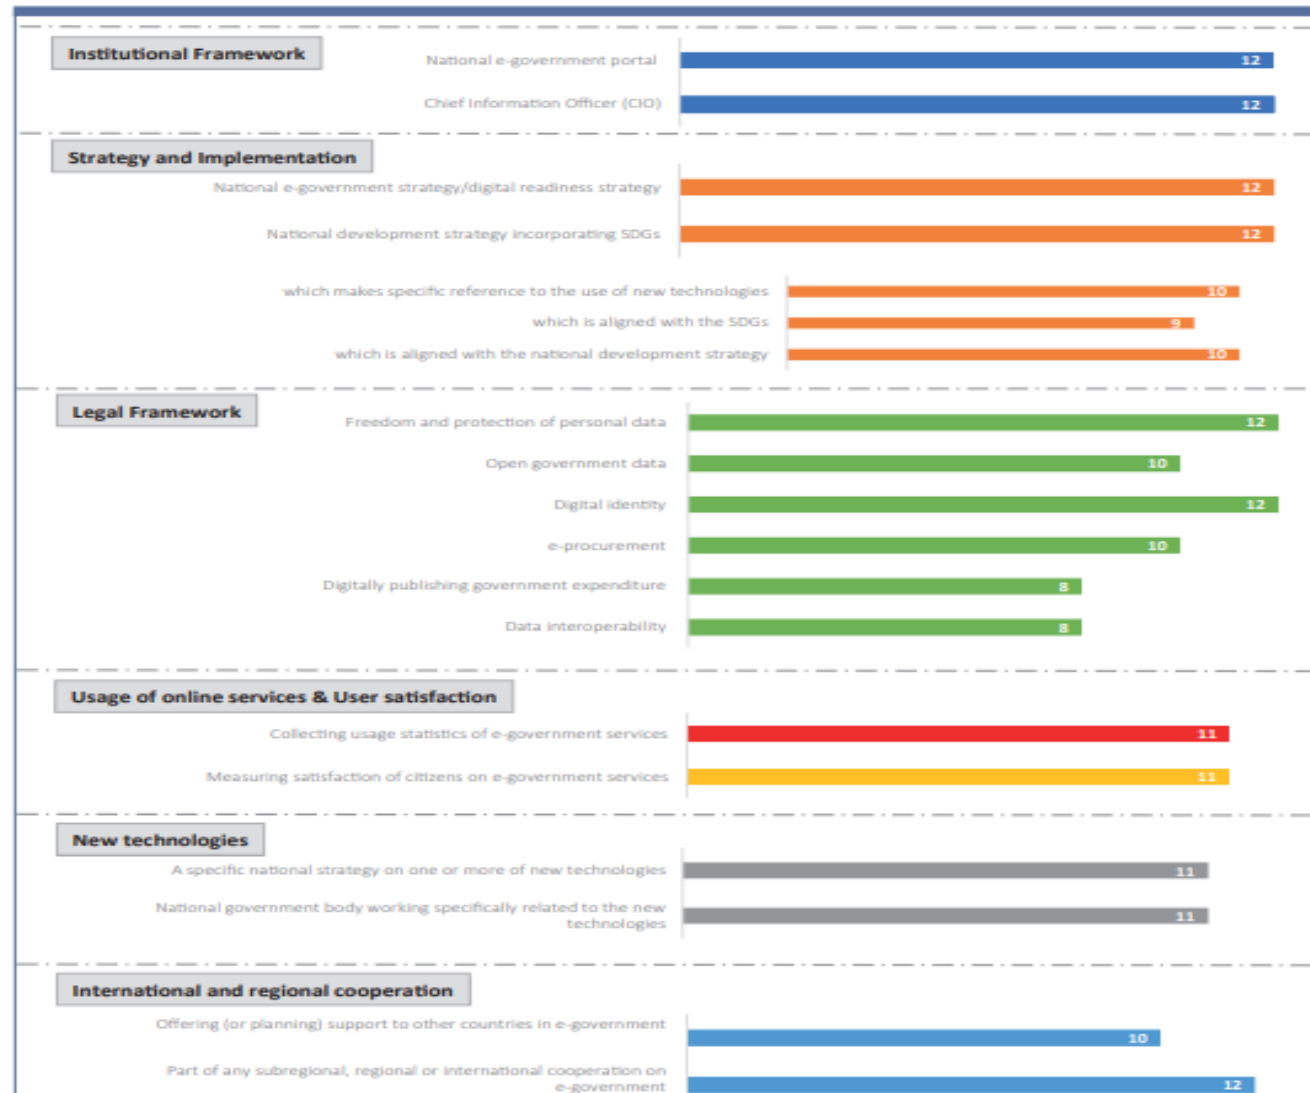 Institutional Framework
National e-government portal 12
Chief Information Officer (CIO) 12
Strategy and Implementation
National e-government strategy/digital readiness strategy 12
National development strategy incorporating SDGs 12
which makes specific reference to the use of new technologies 10
which is aligned with the SDGs 9
which is aligned with the national development strategy 10
Legal Framework
Freedom and protection of personal data 12
Open government data 10
Digital identity 12
e-procurement 10
Digitally publishing government expenditure 8
Data interoperability 8
Usage of online services & User satisfaction
Collecting usage statistics of e-government services 11
Measuring satisfaction of citizens on e-government services 11
New technologies
A specific national strategy on one or more of new technologies 11
National government body working specifically related to the new
technologies 11
International and regional cooperation
Offering (or planning) support to other countries in e-government
10
Part of any subregional, regional or international cooperation on
e-government 12